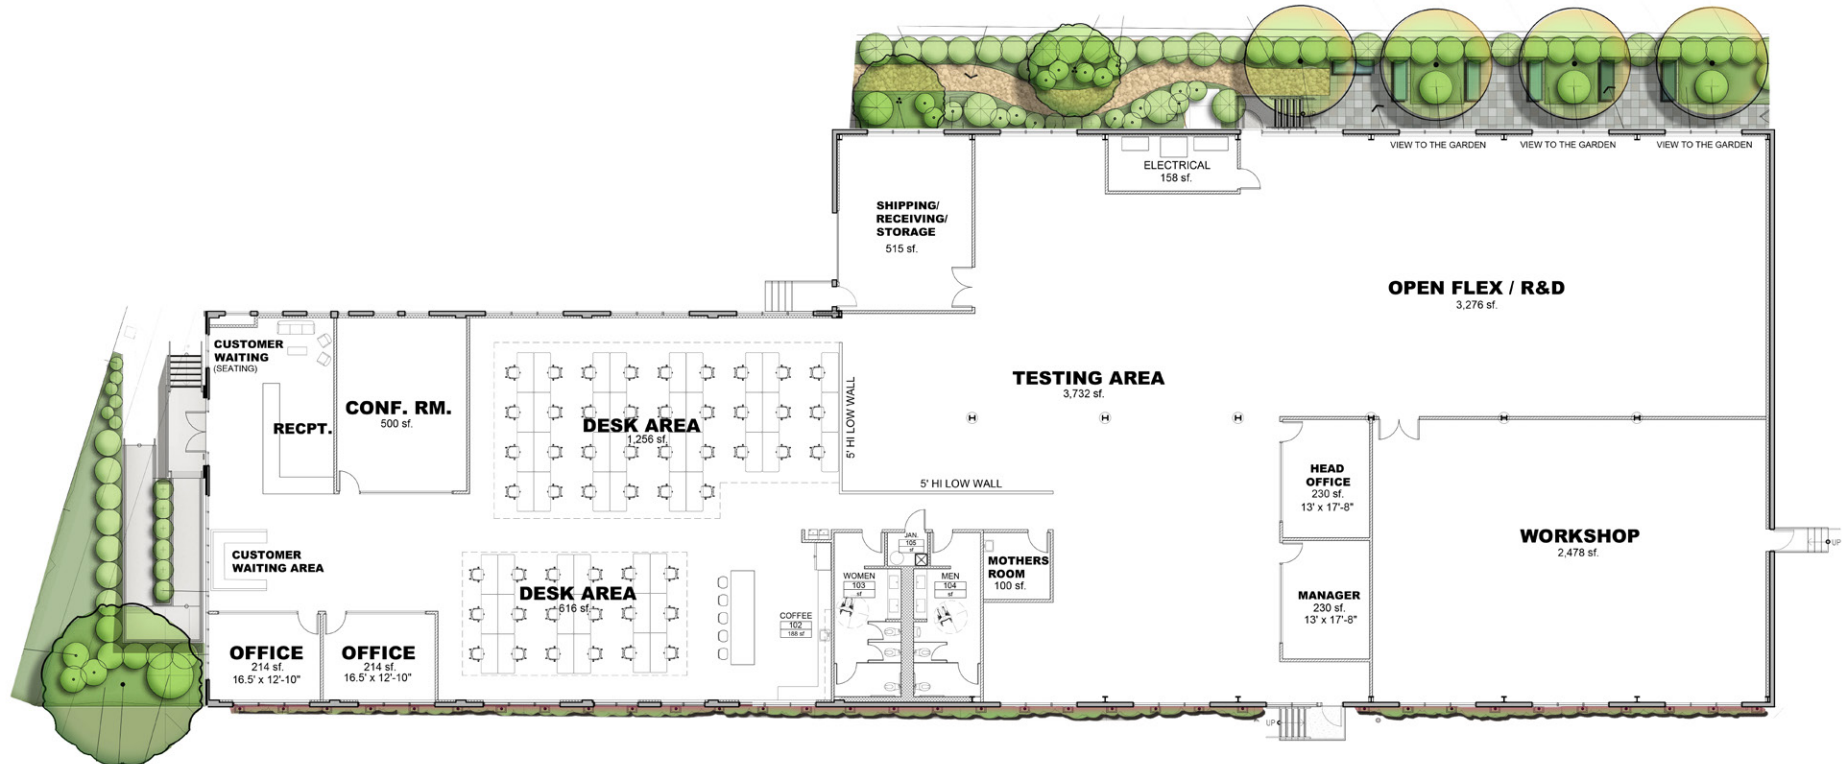 VIEW TO THE GARDEN
VIEW TO THE GARDEN
VIEW TO THE GARDEN
ELECTRICAL
158 sf.
SHIPPING/
RECEIVING/
STORAGE
515 sf.
OPEN FLEX / R&D
3,276 sf.
CUSTOMER
WAITING
(SEATING)
RECPT.
CONF. RM.
500 sf.
DESK AREA
1,256 sf.
5' HI LOW WALL
TESTING AREA
3,732 sf.
5' HI LOW WALL
HEAD
OFFICE
230 sf.
13' x 17'-8"
WORKSHOP
2,478 sf.
UP
CUSTOMER
WAITING AREA
DESK AREA
616 sf.
COFFEE
102
188 sf
WOMEN
103
sf
JAN.
105
sf
MEN
104
sf
MOTHERS
ROOM
100 sf.
MANAGER
230 sf.
13' x 17'-8"
OFFICE
214 sf.
16.5' x 12'-10"
OFFICE
214 sf.
16.5' x 12'-10"
UP